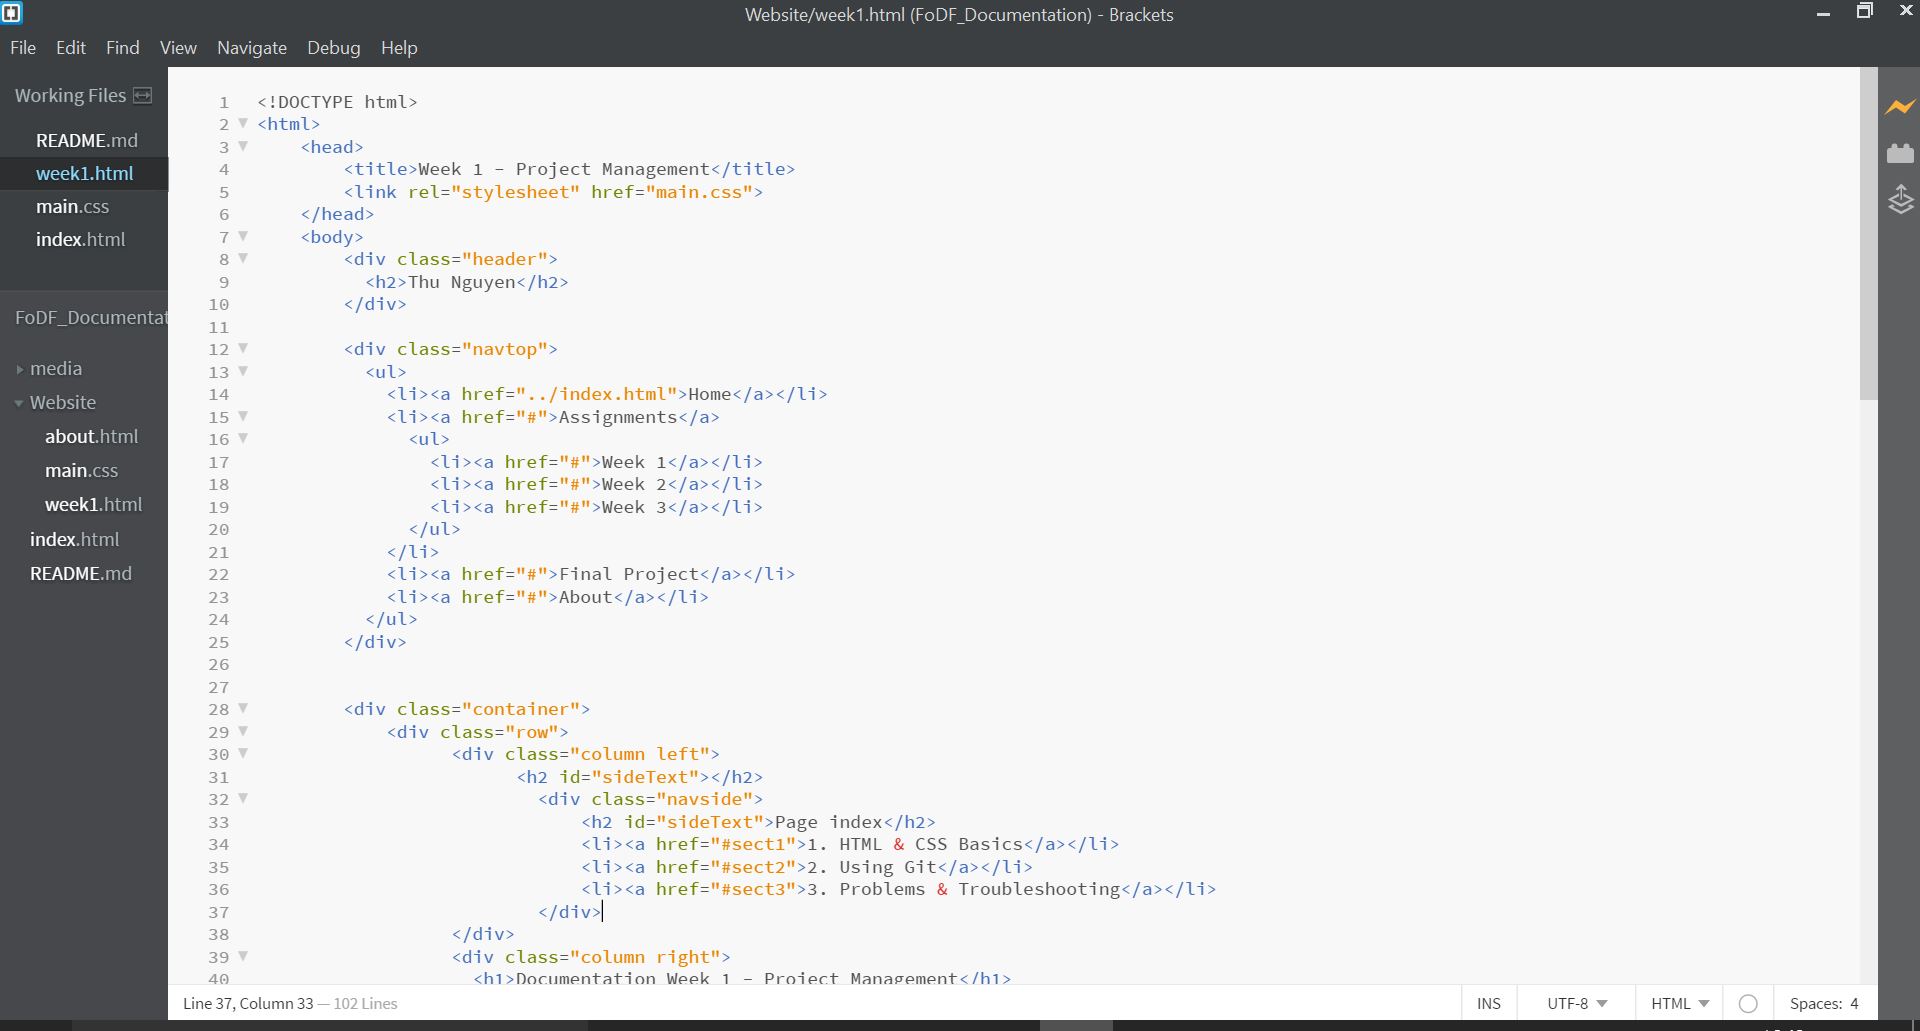 Website/week1.html (FoDF_Documentation) - Brackets
File Edit Find View Navigate Debug Help
Working Files
README.md
week1.html
main.css
index.html
FoDF_Documentat
media
Website
about.html
main.css
week1.html
index.html
README.md
1 <!DOCTYPE html>
2 <html>
3 <head>
4 <title>Week 1 - Project Management</title>
5 <link rel="stylesheet" href="main.css">
6 </head>
7 <body>
8 <div class="header">
9 <h2>Thu Nguyen</h2>
10 </div>
11
12 <div class="navtop">
13 <ul>
14 <li><a href="../index.html">Home</a></li>
15 <li><a href="#">Assignments</a>
16 <ul>
17 <li><a href="#">Week 1</a></li>
18 <li><a href="#">Week 2</a></li>
19 <li><a href="#">Week 3</a></li>
20 </ul>
21 </li>
22 <li><a href="#">Final Project</a></li>
23 <li><a href="#">About</a></li>
24 </ul>
25 </div>
26
27
28 <div class="container">
29 <div class="row">
30 <div class="column left">
31 <h2 id="sideText"></h2>
32 <div class="navside">
33 <h2 id="sideText">Page index</h2>
34 <li><a href="#sect1">1. HTML & CSS Basics</a></li>
35 <li><a href="#sect2">2. Using Git</a></li>
36 <li><a href="#sect3">3. Problems & Troubleshooting</a></li>
37 </div>
38 </div>
39 <div class="column right">
40 <h1>Documentation Week 1 - Project Management</h1>
Line 37, Column 33 — 102 Lines
INS UTF-8 HTML Spaces: 4